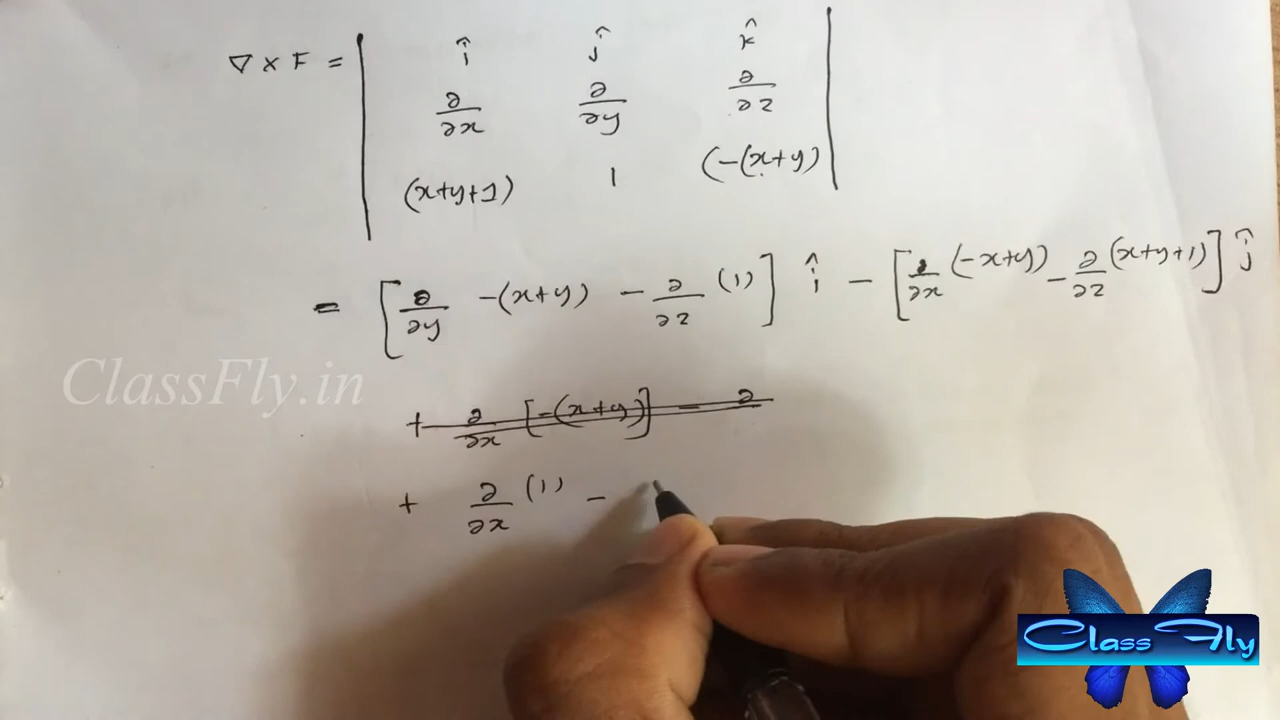 î ĵ k̂
∇ × F = | ∂/∂x ∂/∂y ∂/∂z |
(x+y+1) 1 (-(x+y)
= [∂/∂y -(x+y) - ∂/∂z (1)] î - [∂/∂x (-x+y) - ∂/∂z (x+y+1)] ĵ
ClassFly.in
+ ∂/∂x [-(x+y)] - ∂
+ ∂/∂x (1) -
Class Fly